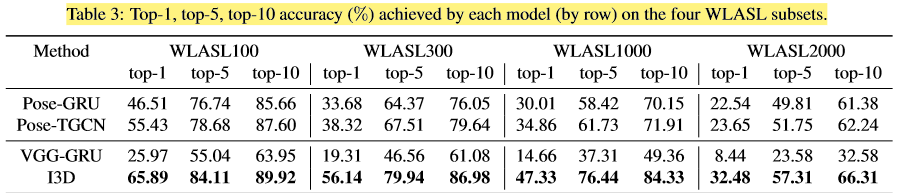 Table 3: Top-1, top-5, top-10 accuracy (%) achieved by each model (by row) on the four WLASL subsets.
Method WLASL100 WLASL300 WLASL1000 WLASL2000
top-1 top-5 top-10 top-1 top-5 top-10 top-1 top-5 top-10 top-1 top-5 top-10
Pose-GRU 46.51 76.74 85.66 33.68 64.37 76.05 30.01 58.42 70.15 22.54 49.81 61.38
Pose-TGCN 55.43 78.68 87.60 38.32 67.51 79.64 34.86 61.73 71.91 23.65 51.75 62.24
VGG-GRU 25.97 55.04 63.95 19.31 46.56 61.08 14.66 37.31 49.36 8.44 23.58 32.58
I3D 65.89 84.11 89.92 56.14 79.94 86.98 47.33 76.44 84.33 32.48 57.31 66.31